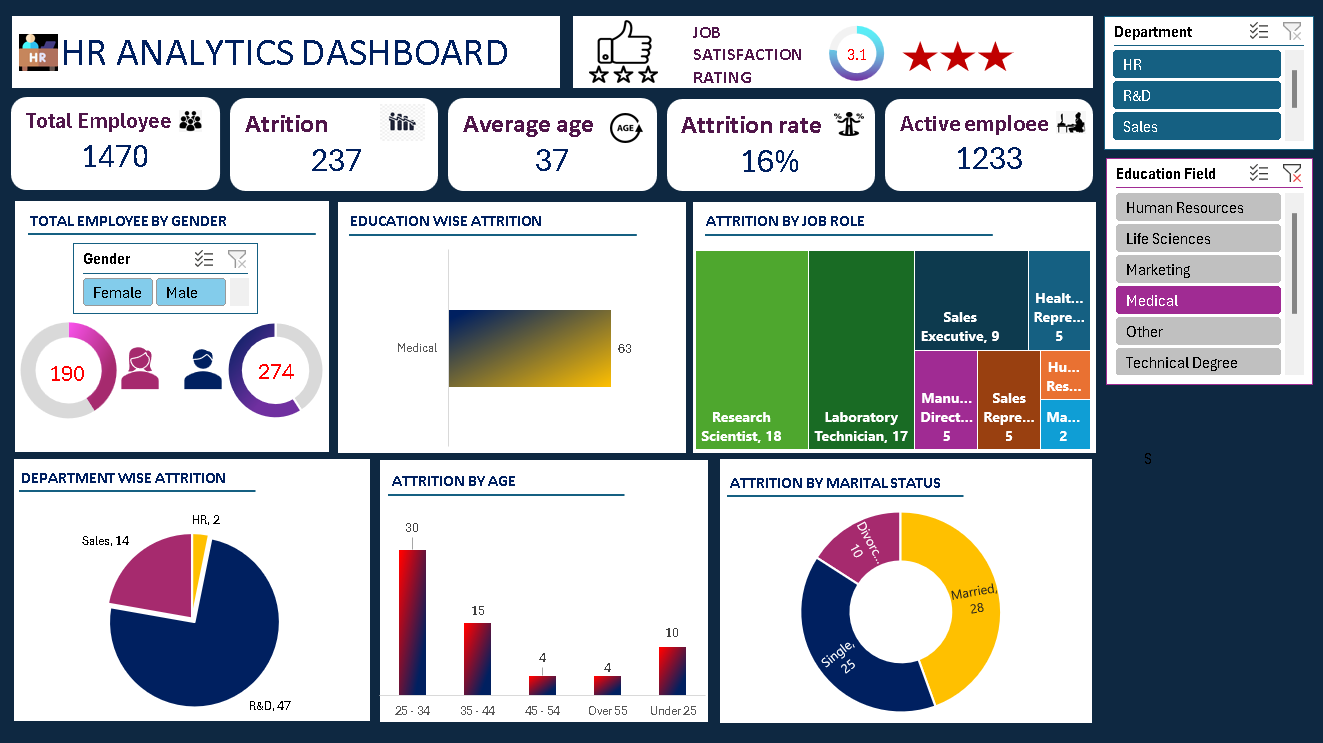 HR
HR ANALYTICS DASHBOARD
JOB
SATISFACTION
RATING
3.1
Department
HR
R&D
Sales
Total Employee
1470
Atrition
237
Average age
AGE
37
Attrition rate
16%
Active emploee
1233
Education Field
Human Resources
Life Sciences
Marketing
Medical
Other
Technical Degree
TOTAL EMPLOYEE BY GENDER
Gender
Female
Male
190
274
EDUCATION WISE ATTRITION
Medical
63
ATTRITION BY JOB ROLE
Research
Scientist, 18
Laboratory
Technician, 17
Sales
Executive, 9
Healt...
Repre...
5
Manu...
Direct...
5
Sales
Repre...
5
Hu...
Res...
Ma...
2
S
DEPARTMENT WISE ATTRITION
HR, 2
Sales, 14
R&D, 47
ATTRITION BY AGE
30
15
4
4
10
25 - 34
35 - 44
45 - 54
Over 55
Under 25
ATTRITION BY MARITAL STATUS
Divorc...
10
Married,
28
Single,
25